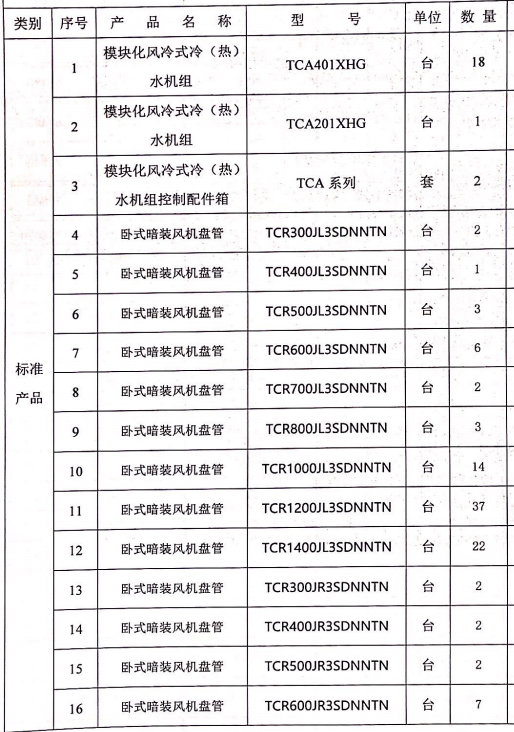 类别 序号 产 品 名 称 型 号 单位 数 量
标准产品
1 模块化风冷式冷（热）水机组 TCA401XHG 台 18
2 模块化风冷式冷（热）水机组 TCA201XHG 台 1
3 模块化风冷式冷（热）水机组控制配件箱 TCA 系列 套 2
4 卧式暗装风机盘管 TCR300JL3SDNNTN 台 2
5 卧式暗装风机盘管 TCR400JL3SDNNTN 台 1
6 卧式暗装风机盘管 TCR500JL3SDNNTN 台 3
7 卧式暗装风机盘管 TCR600JL3SDNNTN 台 6
8 卧式暗装风机盘管 TCR700JL3SDNNTN 台 2
9 卧式暗装风机盘管 TCR800JL3SDNNTN 台 3
10 卧式暗装风机盘管 TCR1000JL3SDNNTN 台 14
11 卧式暗装风机盘管 TCR1200JL3SDNNTN 台 37
12 卧式暗装风机盘管 TCR1400JL3SDNNTN 台 22
13 卧式暗装风机盘管 TCR300JR3SDNNTN 台 2
14 卧式暗装风机盘管 TCR400JR3SDNNTN 台 2
15 卧式暗装风机盘管 TCR500JR3SDNNTN 台 2
16 卧式暗装风机盘管 TCR600JR3SDNNTN 台 7